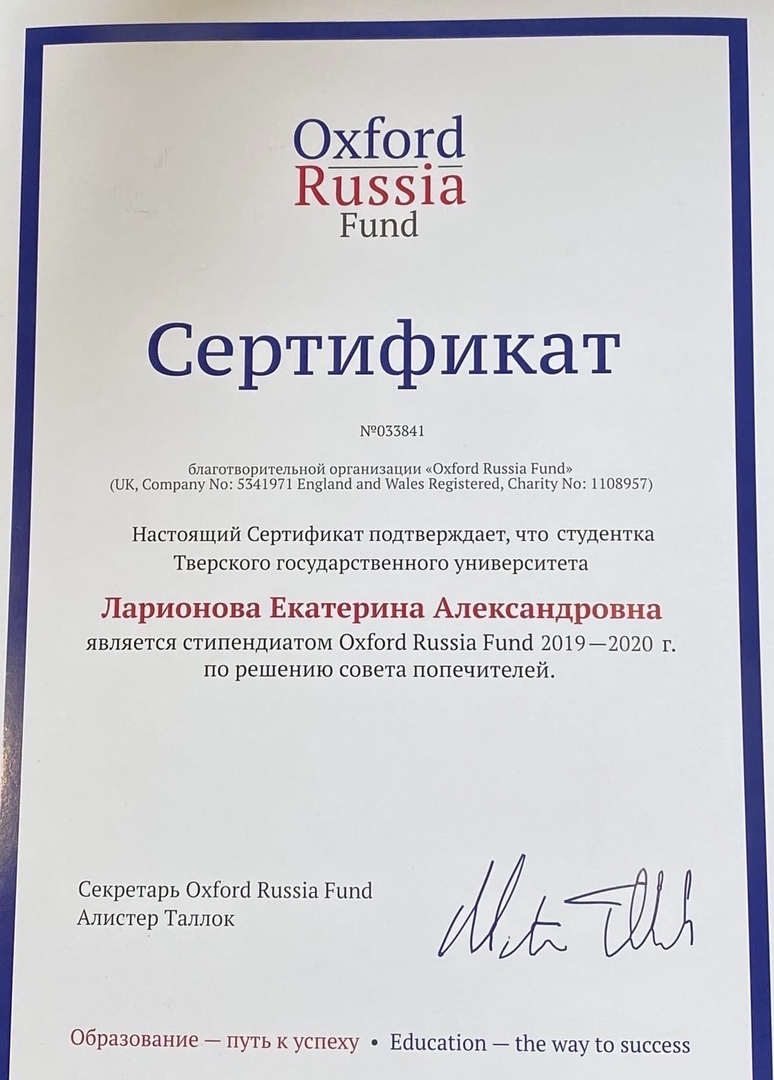 Oxford
Russia
Fund
Сертификат
№033841
благотворительной организации «Oxford Russia Fund»
(UK, Company No: 5341971 England and Wales Registered, Charity No: 1108957)
Настоящий Сертификат подтверждает, что студентка
Тверского государственного университета
Ларионова Екатерина Александровна
является стипендиатом Oxford Russia Fund 2019—2020 г.
по решению совета попечителей.
Секретарь Oxford Russia Fund
Алистер Таллок
Образование — путь к успеху • Education — the way to success